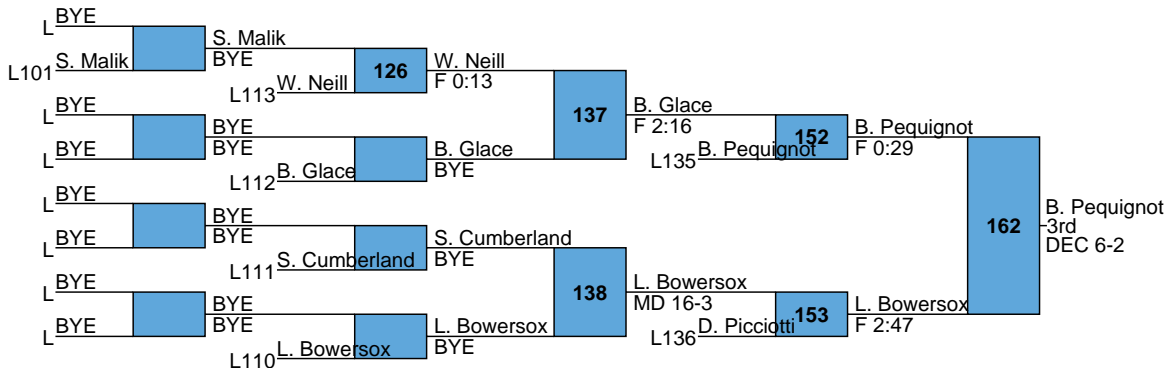 L BYE
L101 S. Malik
S. Malik
BYE
126
L113 W. Neill
W. Neill
F 0:13
L BYE
L BYE
BYE
BYE
L112 B. Glace
B. Glace
BYE
137
B. Glace
F 2:16
L135 B. Pequignot
152
B. Pequignot
F 0:29
L BYE
L BYE
BYE
BYE
L111 S. Cumberland
S. Cumberland
BYE
L BYE
L BYE
BYE
BYE
L110 L. Bowersox
L. Bowersox
BYE
138
L. Bowersox
MD 16-3
L136 D. Picciotti
153
L. Bowersox
F 2:47
162
B. Pequignot
3rd
DEC 6-2